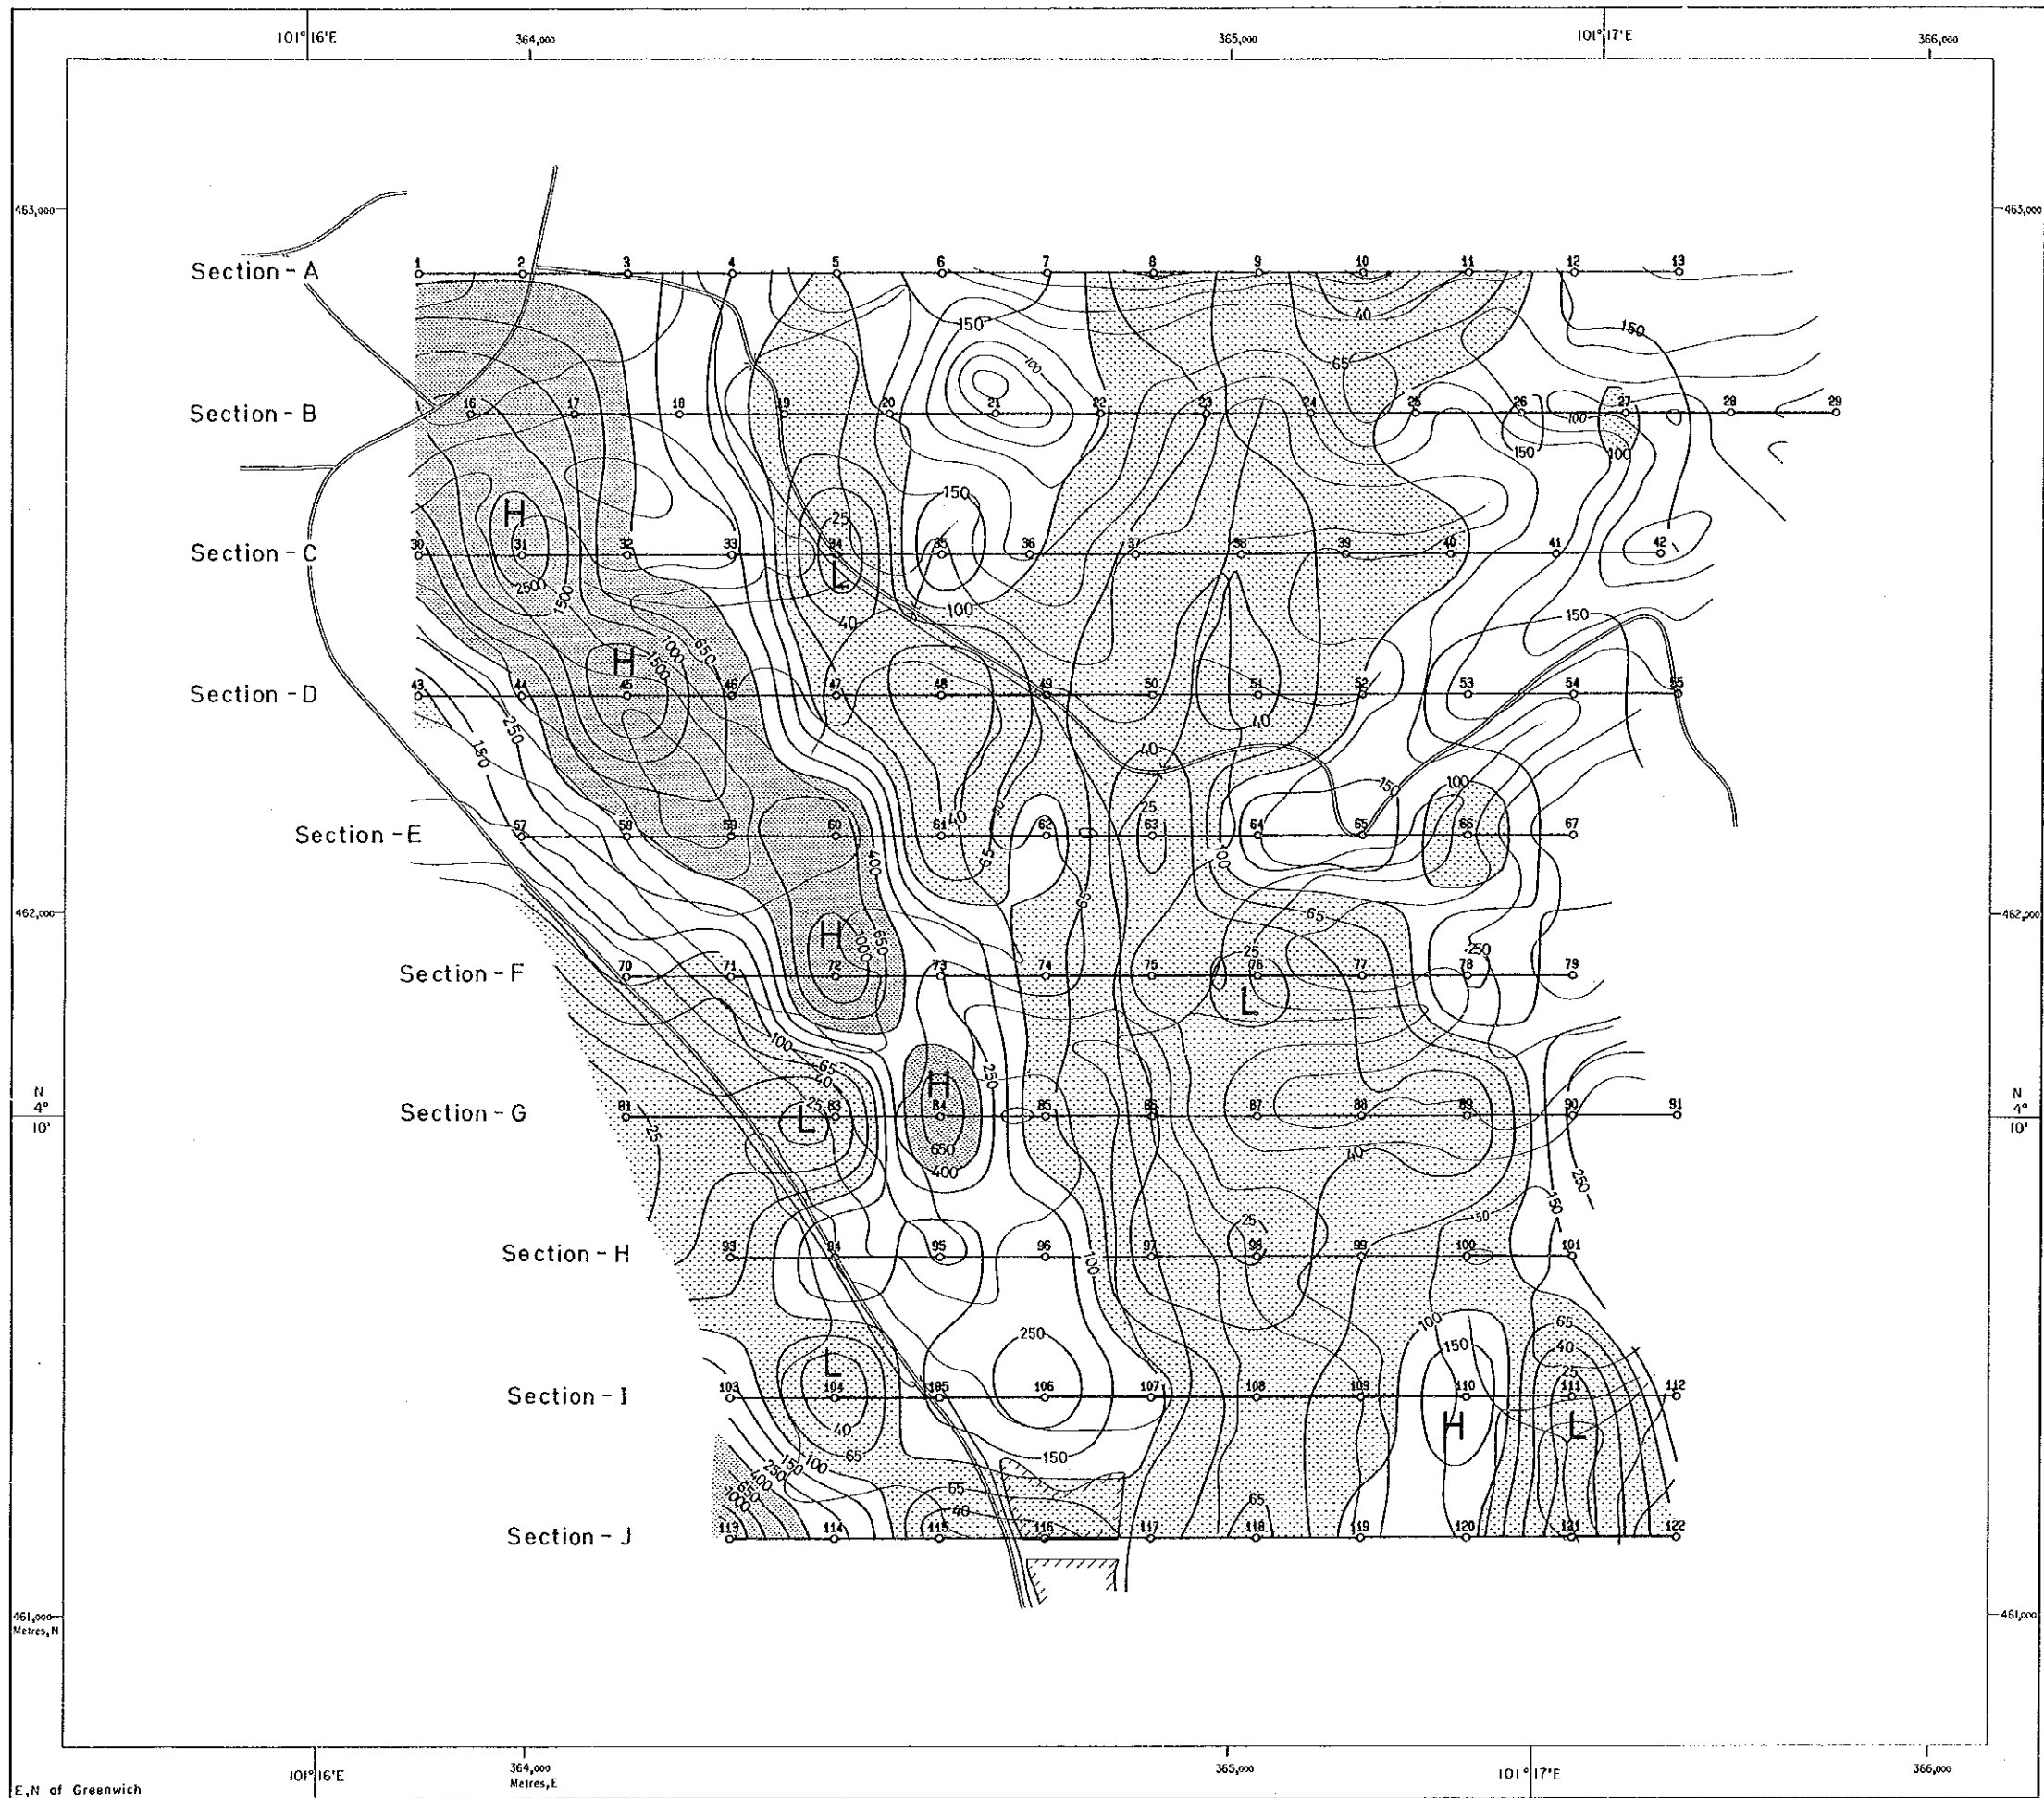 101° 16'E 364,000 365,000 101° 17'E 366,000
463,000 463,000
Section - A 1 2 3 4 5 6 7 8 9 10 11 12 13
150 40 150
100 65
Section - B 16 17 18 19 20 21 22 23 24 25 26 27 28 29
100
150 100
H 25 150
Section - C 30 31 32 33 34 35 36 37 38 39 40 41 42
L
2500 1500 100 150
40
650
1000
1500
H
Section - D 43 44 45 46 47 48 49 50 51 52 53 54 55
250 40
150 40
150 100
25
40
Section - E 57 58 59 60 61 62 63 64 65 66 67
65 100
400
65 65
462,000 462,000
H 1000 650 25 250
Section - F 70 71 72 73 74 75 76 77 78 79
L
100 65 40 250
H
25
N 4° 10' N 4° 10'
Section - G 81 83 84 85 86 87 88 89 90 91
L
25 650 40
400 250
150
25 50
Section - H 93 94 95 96 97 98 99 100 101
100
250 100 65
150 40
L 25
Section - I 103 104 105 106 107 108 109 110 111 112
40 H L
65 150
100
150
250
400
650
1000
65 65
40
Section - J 113 114 115 116 117 118 119 120 121 122
461,000 461,000
Metres, N
101° 16'E 364,000 365,000 101° 17'E 366,000
Metres, E
E,N of Greenwich